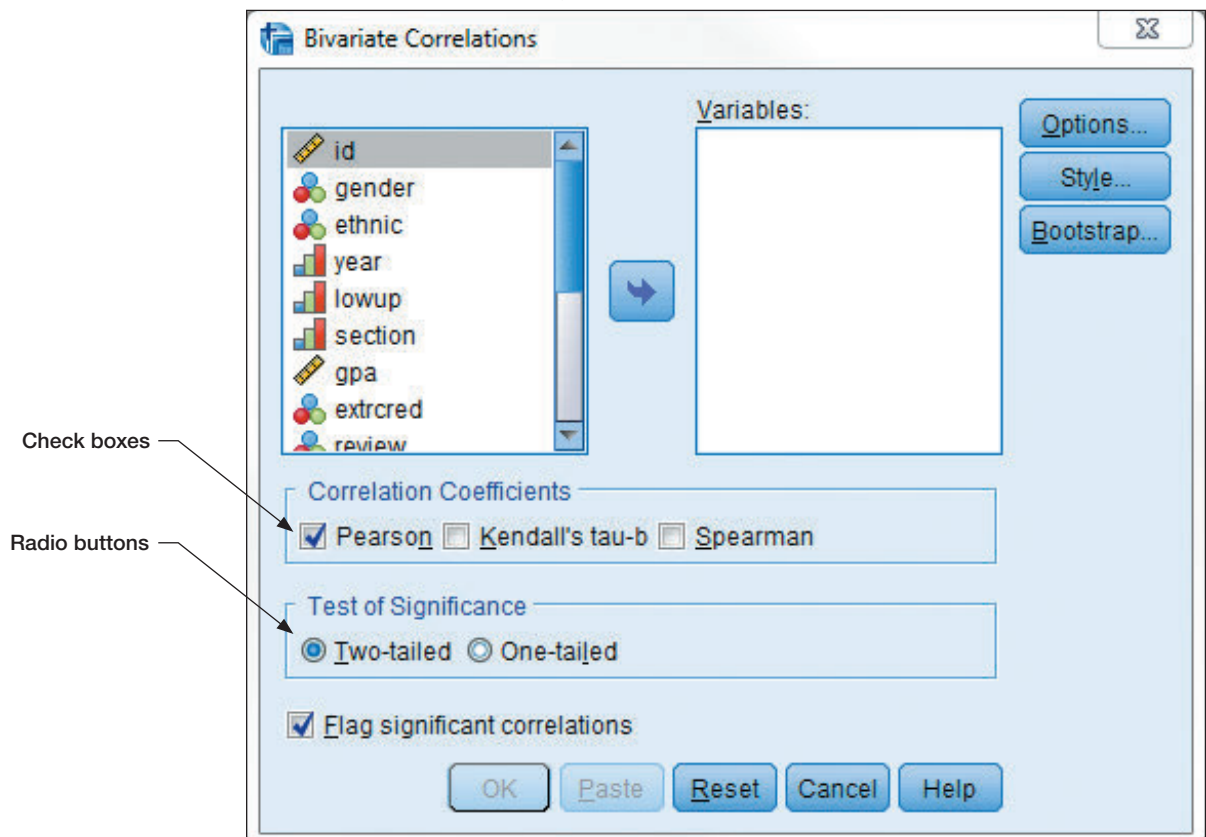 Bivariate Correlations
Variables:
id
gender
ethnic
year
lowup
section
gpa
extrcred
review
Options...
Style...
Bootstrap...
Check boxes
Correlation Coefficients
Pearson Kendall's tau-b Spearman
Radio buttons
Test of Significance
Two-tailed One-tailed
Flag significant correlations
OK Paste Reset Cancel Help